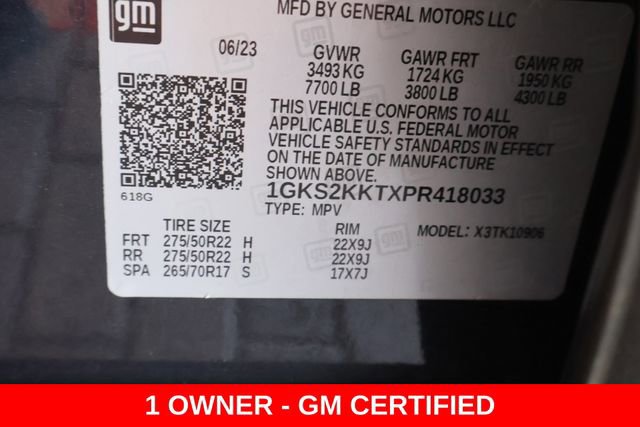 gm
MFD BY GENERAL MOTORS LLC
06/23 GVWR GAWR FRT GAWR RR
3493 KG 1724 KG 1950 KG
7700 LB 3800 LB 4300 LB
THIS VEHICLE CONFORMS TO ALL
APPLICABLE U.S. FEDERAL MOTOR
VEHICLE SAFETY STANDARDS IN EFFECT
ON THE DATE OF MANUFACTURE
SHOWN ABOVE.
618G
1GKS2KKTXPR418033
TYPE: MPV
MODEL: X3TK10906
TIRE SIZE RIM
FRT 275/50R22 H 22X9J
RR 275/50R22 H 22X9J
SPA 265/70R17 S 17X7J
1 OWNER - GM CERTIFIED